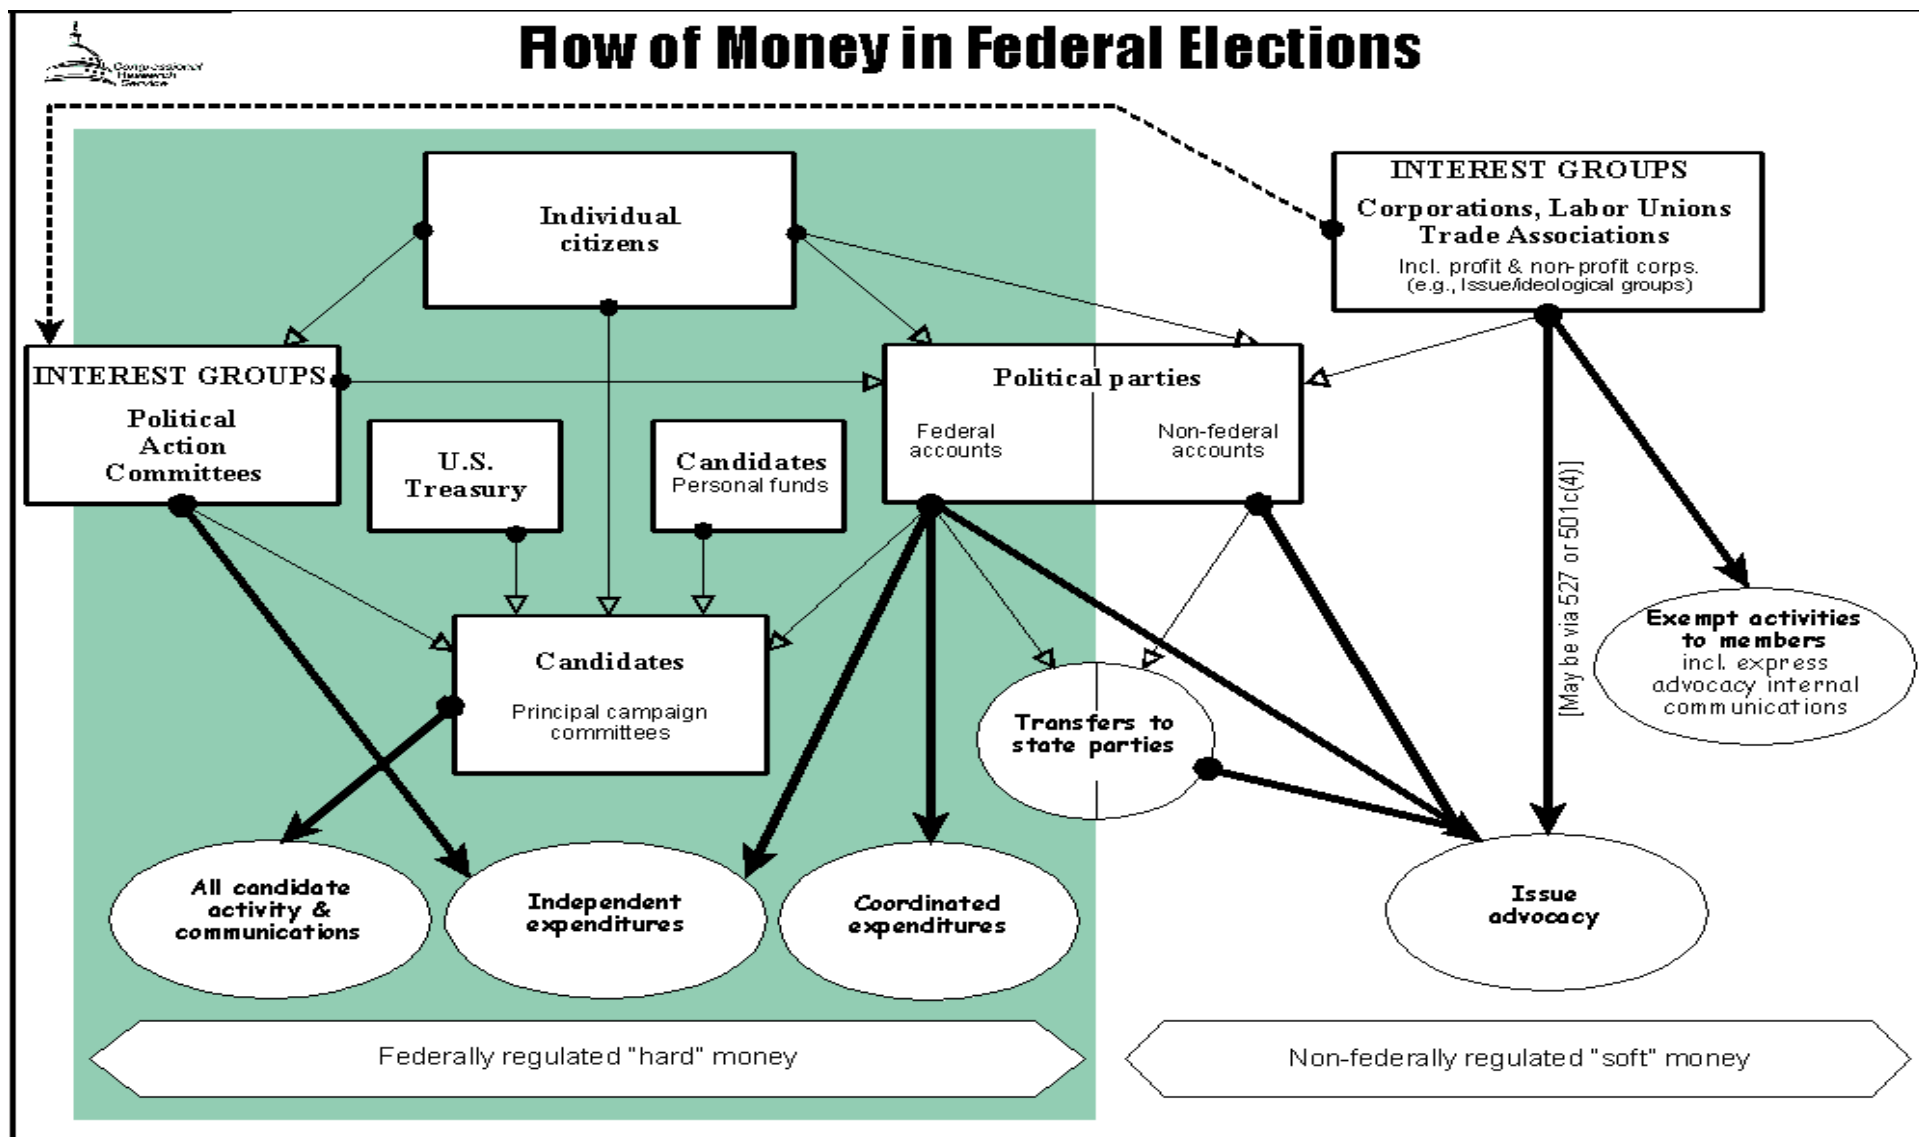 Flow of Money in Federal Elections
Congressional
Research
Service
Individual
citizens
INTEREST GROUPS
Corporations, Labor Unions
Trade Associations
Incl. profit & non-profit corps.
(e.g., Issue/ideological groups)
INTEREST GROUPS
Political
Action
Committees
U.S.
Treasury
Candidates
Personal funds
Political parties
Federal
accounts
Non-federal
accounts
[May be via 527 or 501c(4)]
Exempt activities
to members
incl. express
advocacy internal
communications
Candidates
Principal campaign
committees
Transfers to
state parties
All candidate
activity &
communications
Independent
expenditures
Coordinated
expenditures
Issue
advocacy
Federally regulated "hard" money
Non-federally regulated "soft" money